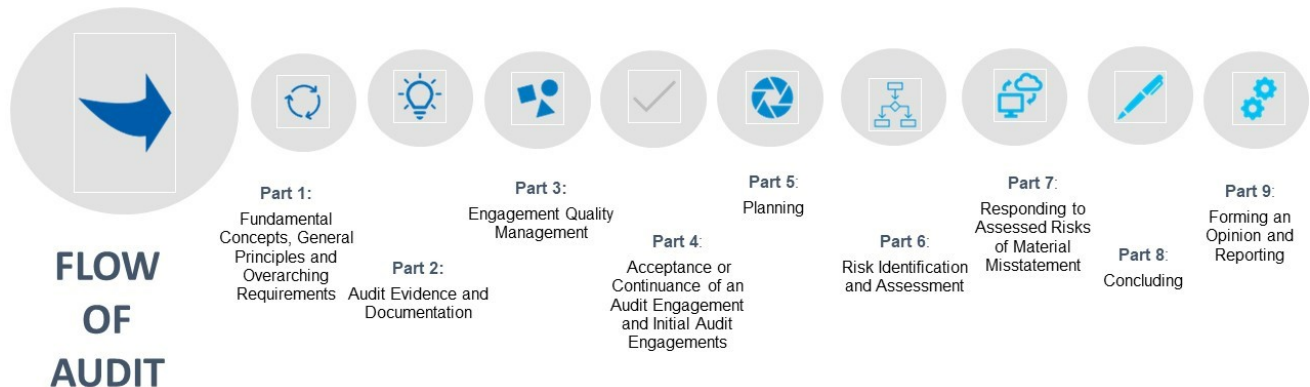 FLOW
OF
AUDIT
Part 1:
Fundamental
Concepts, General
Principles and
Overarching
Requirements
Part 2:
Audit Evidence and
Documentation
Part 3:
Engagement Quality
Management
Part 4:
Acceptance or
Continuance of an
Audit Engagement
and Initial Audit
Engagements
Part 5:
Planning
Part 6:
Risk Identification
and Assessment
Part 7:
Responding to
Assessed Risks
of Material
Misstatement
Part 8:
Concluding
Part 9:
Forming an
Opinion and
Reporting